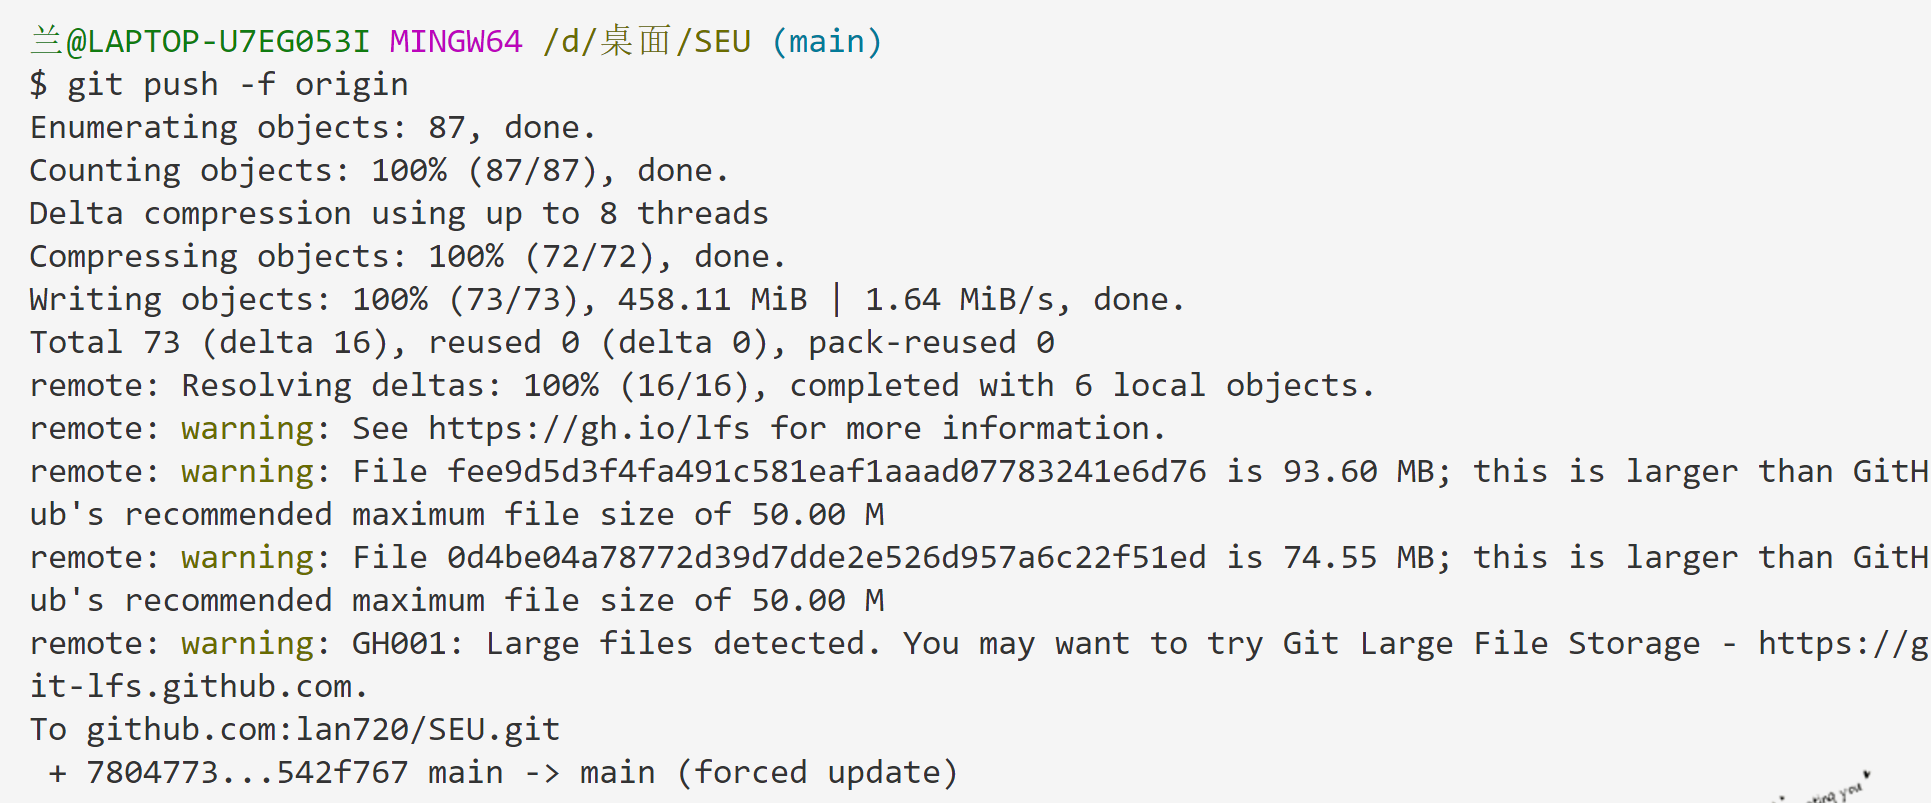 兰@LAPTOP-U7EG053I MINGW64 /d/桌面/SEU (main)
$ git push -f origin
Enumerating objects: 87, done.
Counting objects: 100% (87/87), done.
Delta compression using up to 8 threads
Compressing objects: 100% (72/72), done.
Writing objects: 100% (73/73), 458.11 MiB | 1.64 MiB/s, done.
Total 73 (delta 16), reused 0 (delta 0), pack-reused 0
remote: Resolving deltas: 100% (16/16), completed with 6 local objects.
remote: warning: See https://gh.io/lfs for more information.
remote: warning: File fee9d5d3f4fa491c581eaf1aaad07783241e6d76 is 93.60 MB; this is larger than GitH
ub's recommended maximum file size of 50.00 M
remote: warning: File 0d4be04a78772d39d7dde2e526d957a6c22f51ed is 74.55 MB; this is larger than GitH
ub's recommended maximum file size of 50.00 M
remote: warning: GH001: Large files detected. You may want to try Git Large File Storage - https://g
it-lfs.github.com.
To github.com:lan720/SEU.git
 + 7804773...542f767 main -> main (forced update)
you